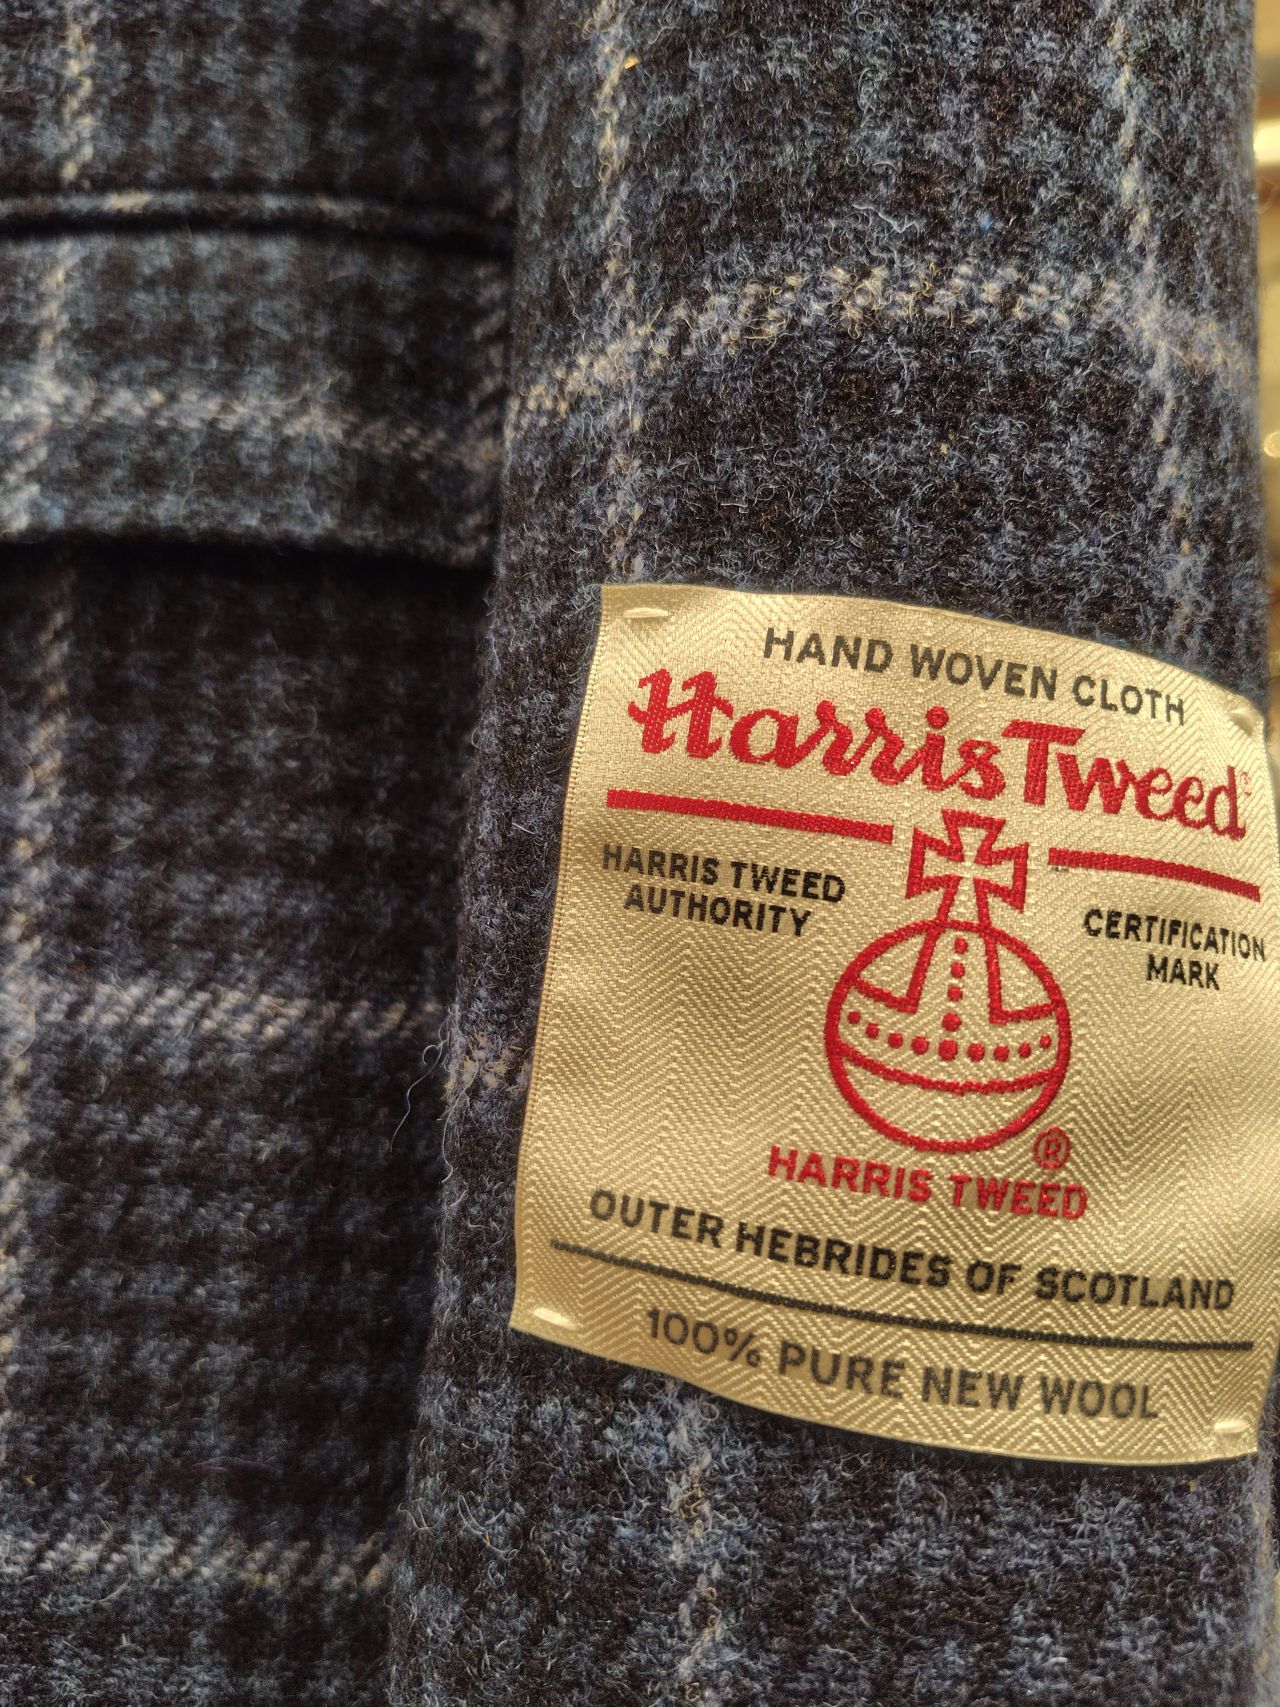 HAND WOVEN CLOTH
Harris Tweed
HARRIS TWEED
AUTHORITY
CERTIFICATION
MARK
®
HARRIS TWEED
OUTER HEBRIDES OF SCOTLAND
100% PURE NEW WOOL